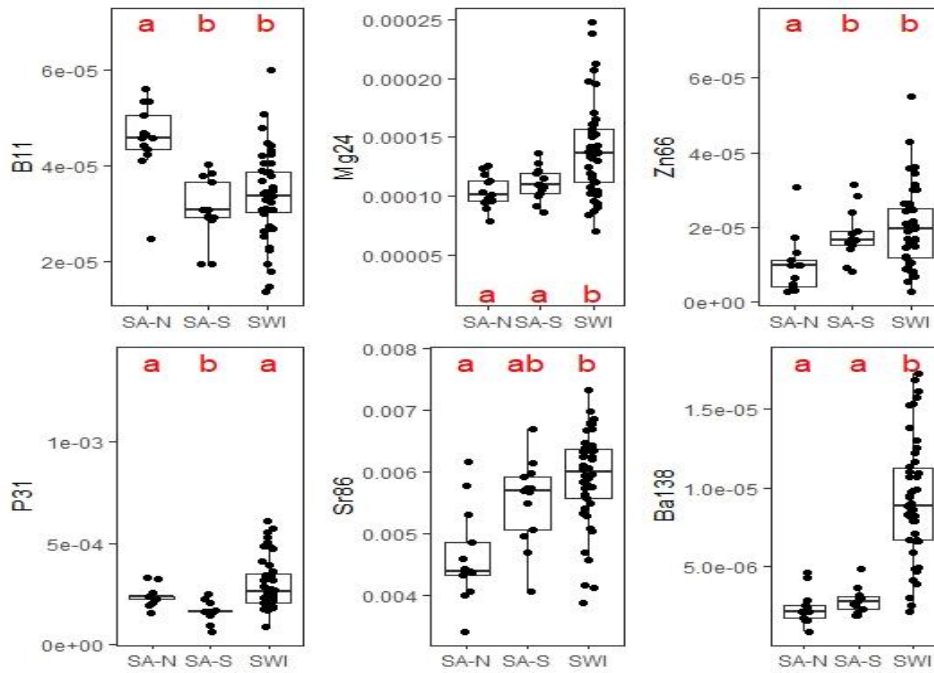 a b b
B11
6e-05
4e-05
2e-05
SA-N SA-S SWI
Mg24
0.00025
0.00020
0.00015
0.00010
0.00005
a a b
SA-N SA-S SWI
a b b
Zn66
6e-05
4e-05
2e-05
0e+00
SA-N SA-S SWI
a b a
P31
1e-03
5e-04
0e+00
SA-N SA-S SWI
a ab b
Sr86
0.008
0.007
0.006
0.005
0.004
SA-N SA-S SWI
a a b
Ba138
1.5e-05
1.0e-05
5.0e-06
SA-N SA-S SWI